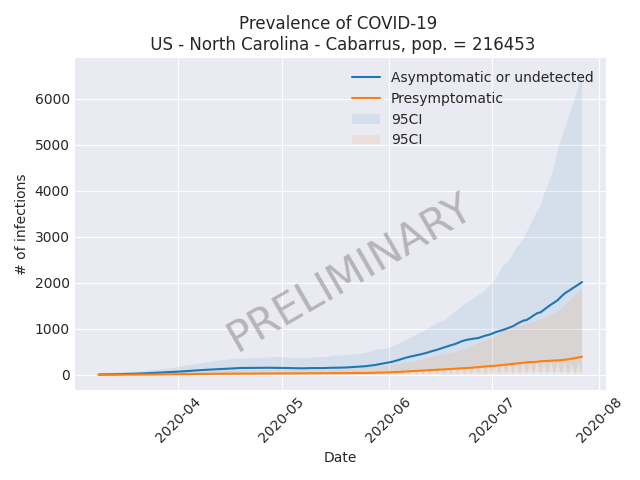 Prevalence of COVID-19
US - North Carolina - Cabarrus, pop. = 216453
Asymptomatic or undetected
Presymptomatic
95CI
95CI
6000
5000
4000
3000
2000
1000
0
# of infections
PRELIMINARY
2020-04
2020-05
2020-06
2020-07
2020-08
Date